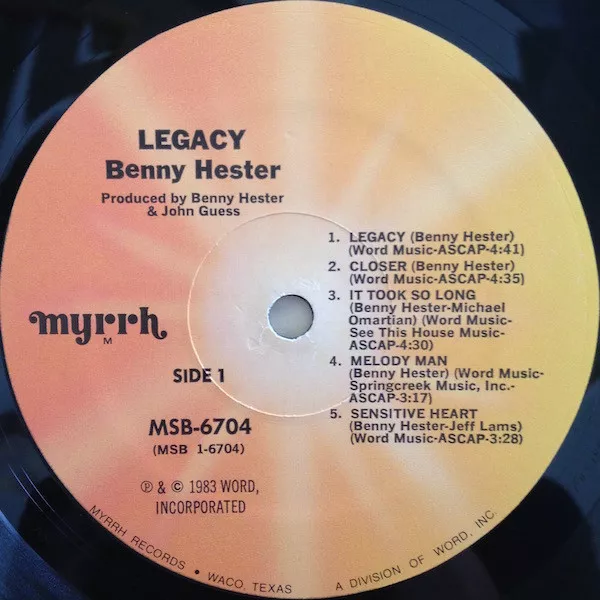 LEGACY
Benny Hester
Produced by Benny Hester
& John Guess
1. LEGACY (Benny Hester)
(Word Music-ASCAP-4:41)
2. CLOSER (Benny Hester)
(Word Music-ASCAP-4:35)
3. IT TOOK SO LONG
(Benny Hester-Michael
Omartian) (Word Music-
See This House Music-
ASCAP-4:30)
4. MELODY MAN
(Benny Hester) (Word Music-
Springcreek Music, Inc.-
ASCAP-3:17)
5. SENSITIVE HEART
(Benny Hester-Jeff Lams)
(Word Music-ASCAP-3:28)
myrrh
M
SIDE 1
MSB-6704
(MSB 1-6704)
℗ & © 1983 WORD,
INCORPORATED
MYRRH RECORDS • WACO, TEXAS A DIVISION OF WORD, INC.